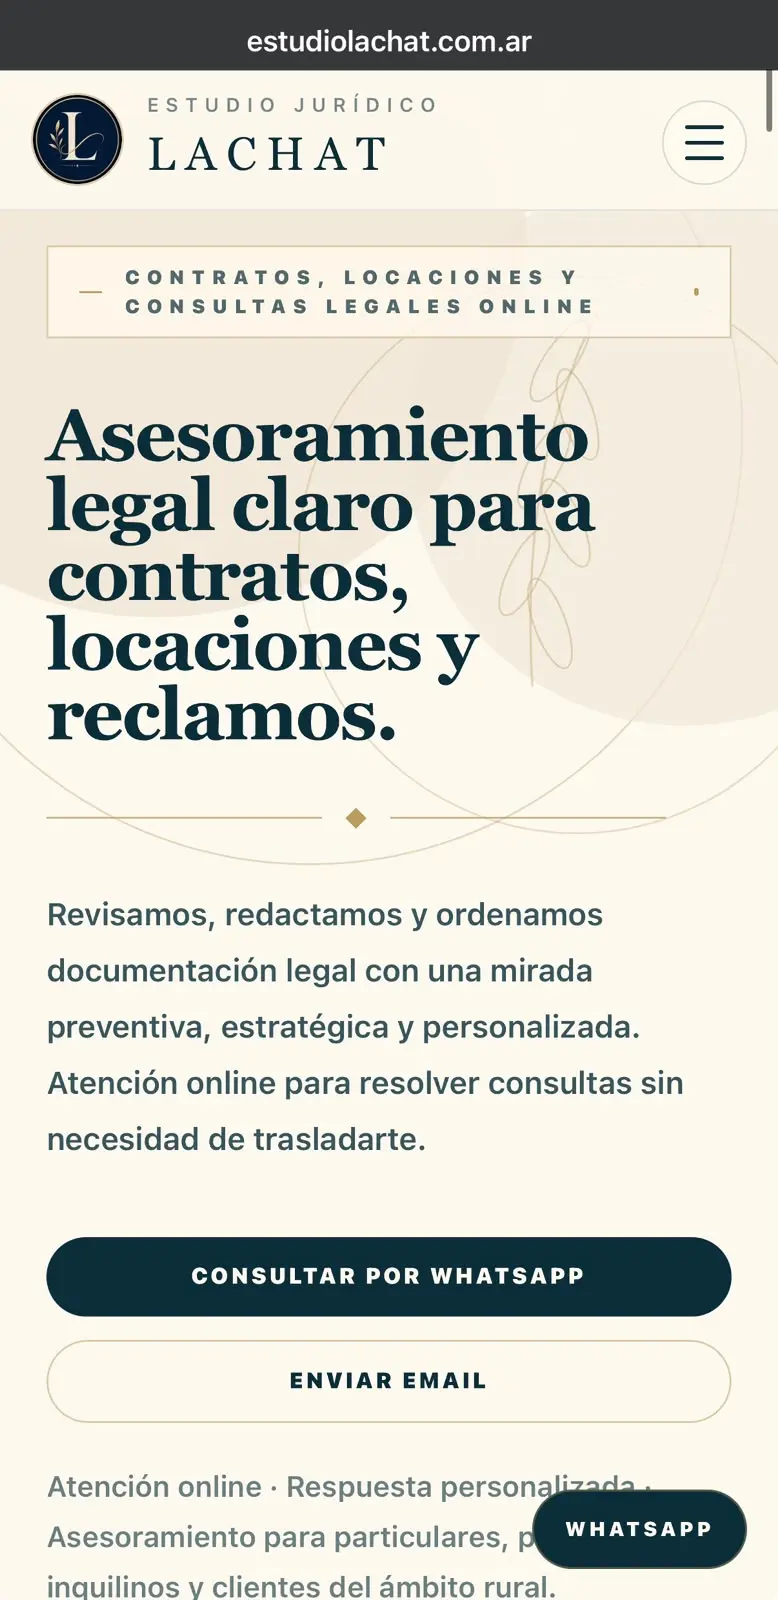 estudiolachat.com.ar
ESTUDIO JURÍDICO
L
LACHAT
CONTRATOS, LOCACIONES Y
CONSULTAS LEGALES ONLINE
Asesoramiento
legal claro para
contratos,
locaciones y
reclamos.
Revisamos, redactamos y ordenamos
documentación legal con una mirada
preventiva, estratégica y personalizada.
Atención online para resolver consultas sin
necesidad de trasladarte.
CONSULTAR POR WHATSAPP
ENVIAR EMAIL
Atención online · Respuesta personalizada ·
Asesoramiento para particulares, p
WHATSAPP
inquilinos y clientes del ámbito rural.